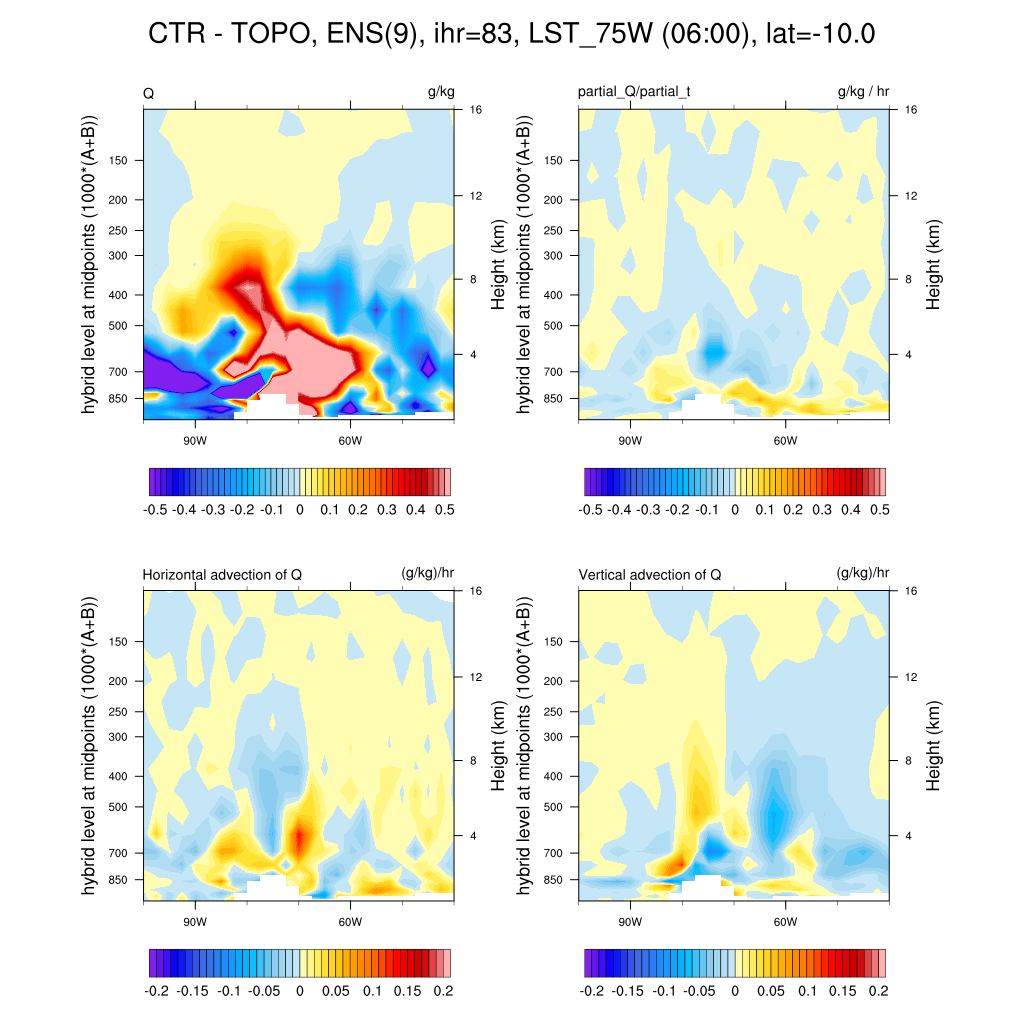 CTR - TOPO, ENS(9), ihr=83, LST_75W (06:00), lat=-10.0
Q
g/kg
hybrid level at midpoints (1000*(A+B))
150
200
250
300
400
500
700
850
16
12
8
4
Height (km)
90W
60W
-0.5 -0.4 -0.3 -0.2 -0.1 0 0.1 0.2 0.3 0.4 0.5
partial_Q/partial_t
g/kg / hr
hybrid level at midpoints (1000*(A+B))
150
200
250
300
400
500
700
850
16
12
8
4
Height (km)
90W
60W
-0.5 -0.4 -0.3 -0.2 -0.1 0 0.1 0.2 0.3 0.4 0.5
Horizontal advection of Q
(g/kg)/hr
hybrid level at midpoints (1000*(A+B))
150
200
250
300
400
500
700
850
16
12
8
4
Height (km)
90W
60W
-0.2 -0.15 -0.1 -0.05 0 0.05 0.1 0.15 0.2
Vertical advection of Q
(g/kg)/hr
hybrid level at midpoints (1000*(A+B))
150
200
250
300
400
500
700
850
16
12
8
4
Height (km)
90W
60W
-0.2 -0.15 -0.1 -0.05 0 0.05 0.1 0.15 0.2